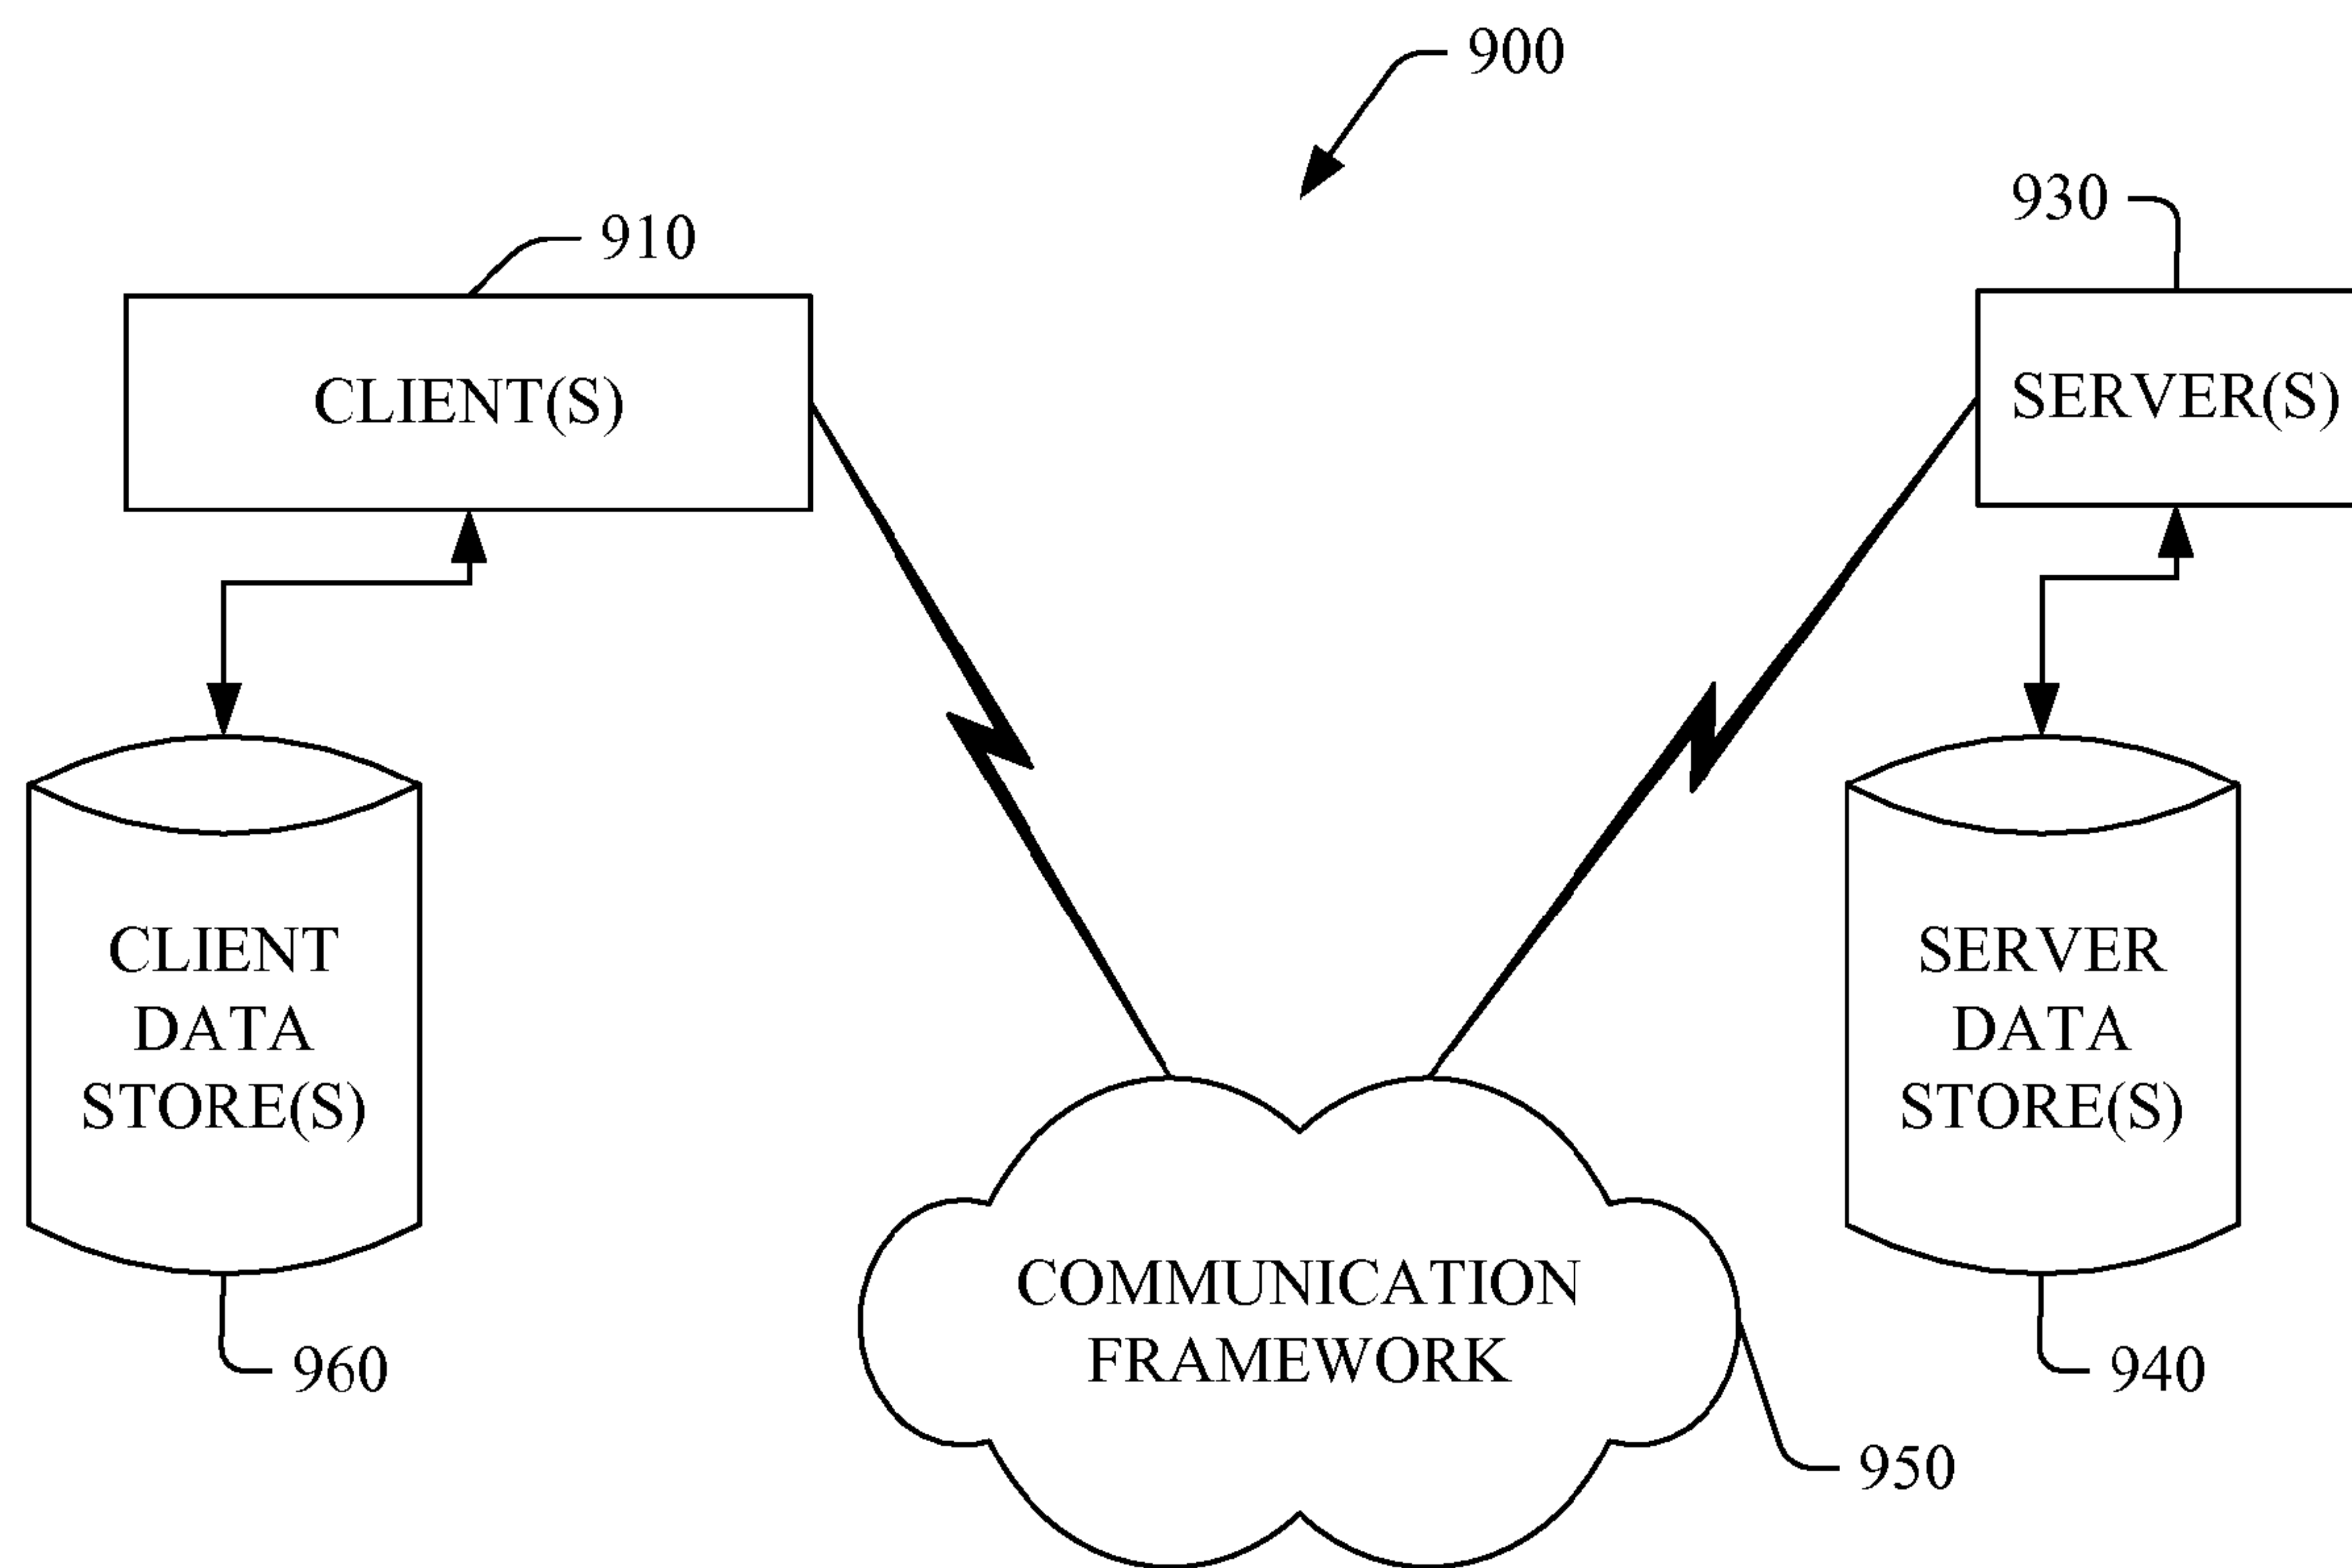 900
910
930
CLIENT(S)
SERVER(S)
CLIENT
DATA
STORE(S)
SERVER
DATA
STORE(S)
COMMUNICATION
FRAMEWORK
960
940
950